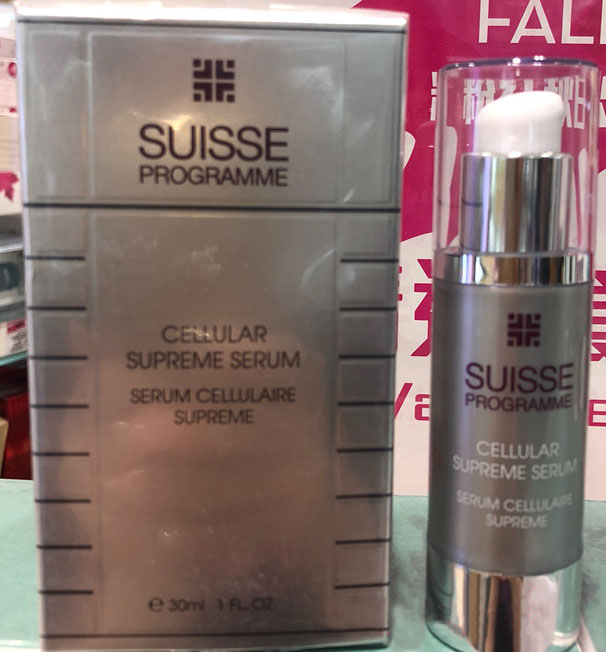 SUISSE
PROGRAMME
CELLULAR
SUPREME SERUM
SERUM CELLULAIRE
SUPREME
℮ 30ml 1 FL. OZ.
SUISSE
PROGRAMME
CELLULAR
SUPREME SERUM
SERUM CELLULAIRE
SUPREME